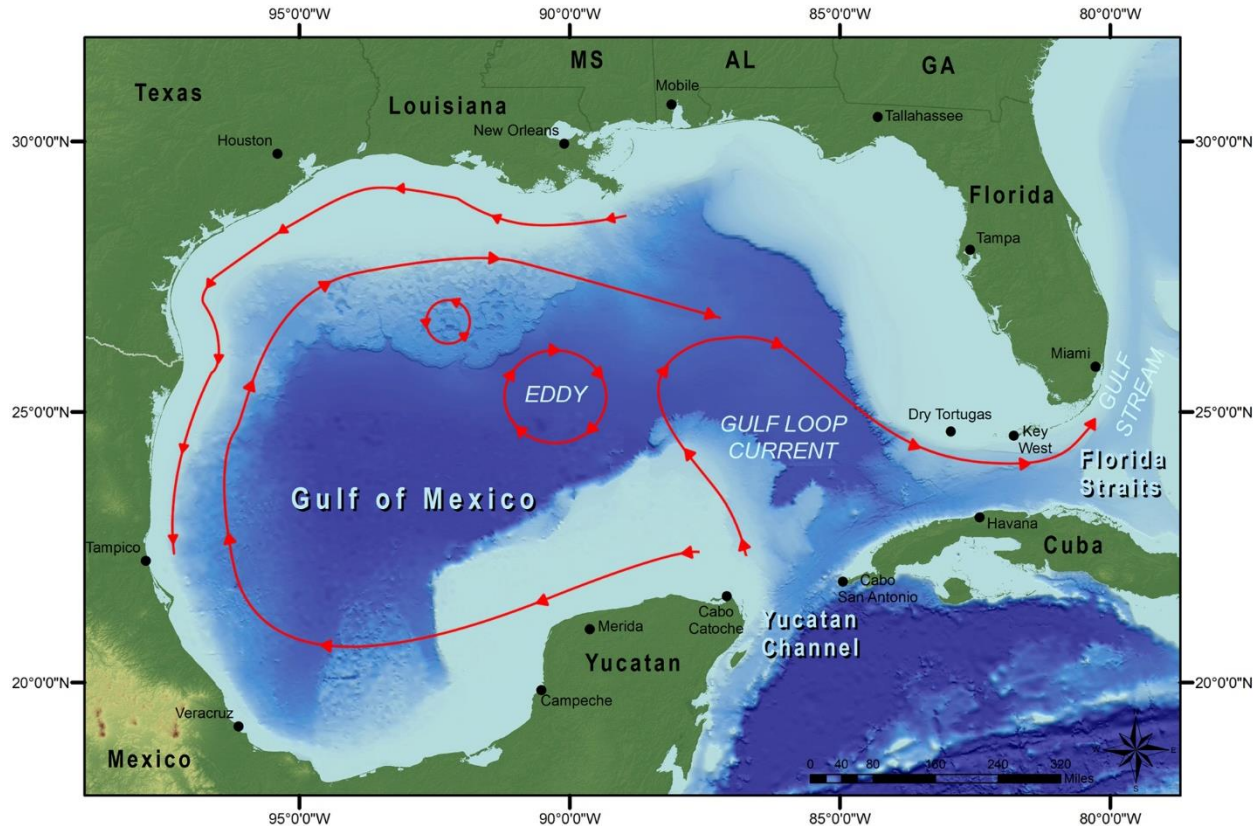 95°0'0"W
90°0'0"W
85°0'0"W
80°0'0"W
MS
AL
GA
Texas
Louisiana
Mobile
Tallahassee
New Orleans
Houston
30°0'0"N
30°0'0"N
Florida
Tampa
Miami
EDDY
GULF
STREAM
25°0'0"N
25°0'0"N
GULF LOOP
CURRENT
Dry Tortugas
Key
West
Florida
Straits
Gulf of Mexico
Havana
Tampico
Cuba
Cabo
San Antonio
Cabo
Catoche
Yucatan
Channel
Merida
Yucatan
20°0'0"N
20°0'0"N
Campeche
Veracruz
Mexico
N
W
E
S
0 40 80 160 240 320
Miles
95°0'0"W
90°0'0"W
85°0'0"W
80°0'0"W